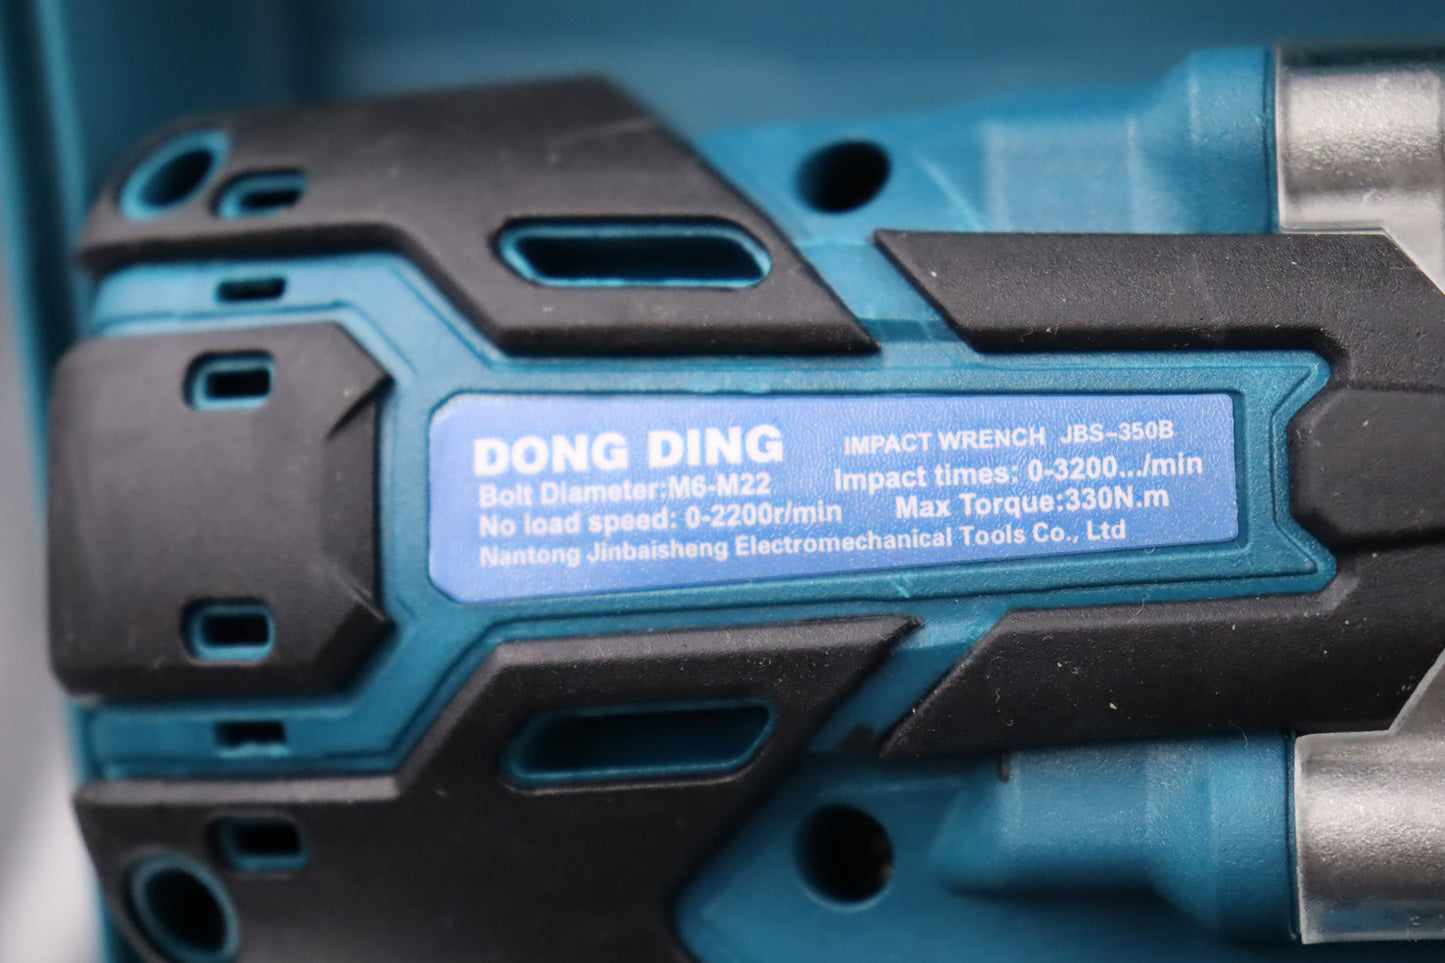 DONG DING
IMPACT WRENCH JBS-350B
Bolt Diameter:M6-M22
Impact times: 0-3200.../min
No load speed: 0-2200r/min
Max Torque:330N.m
Nantong Jinbaisheng Electromechanical Tools Co., Ltd